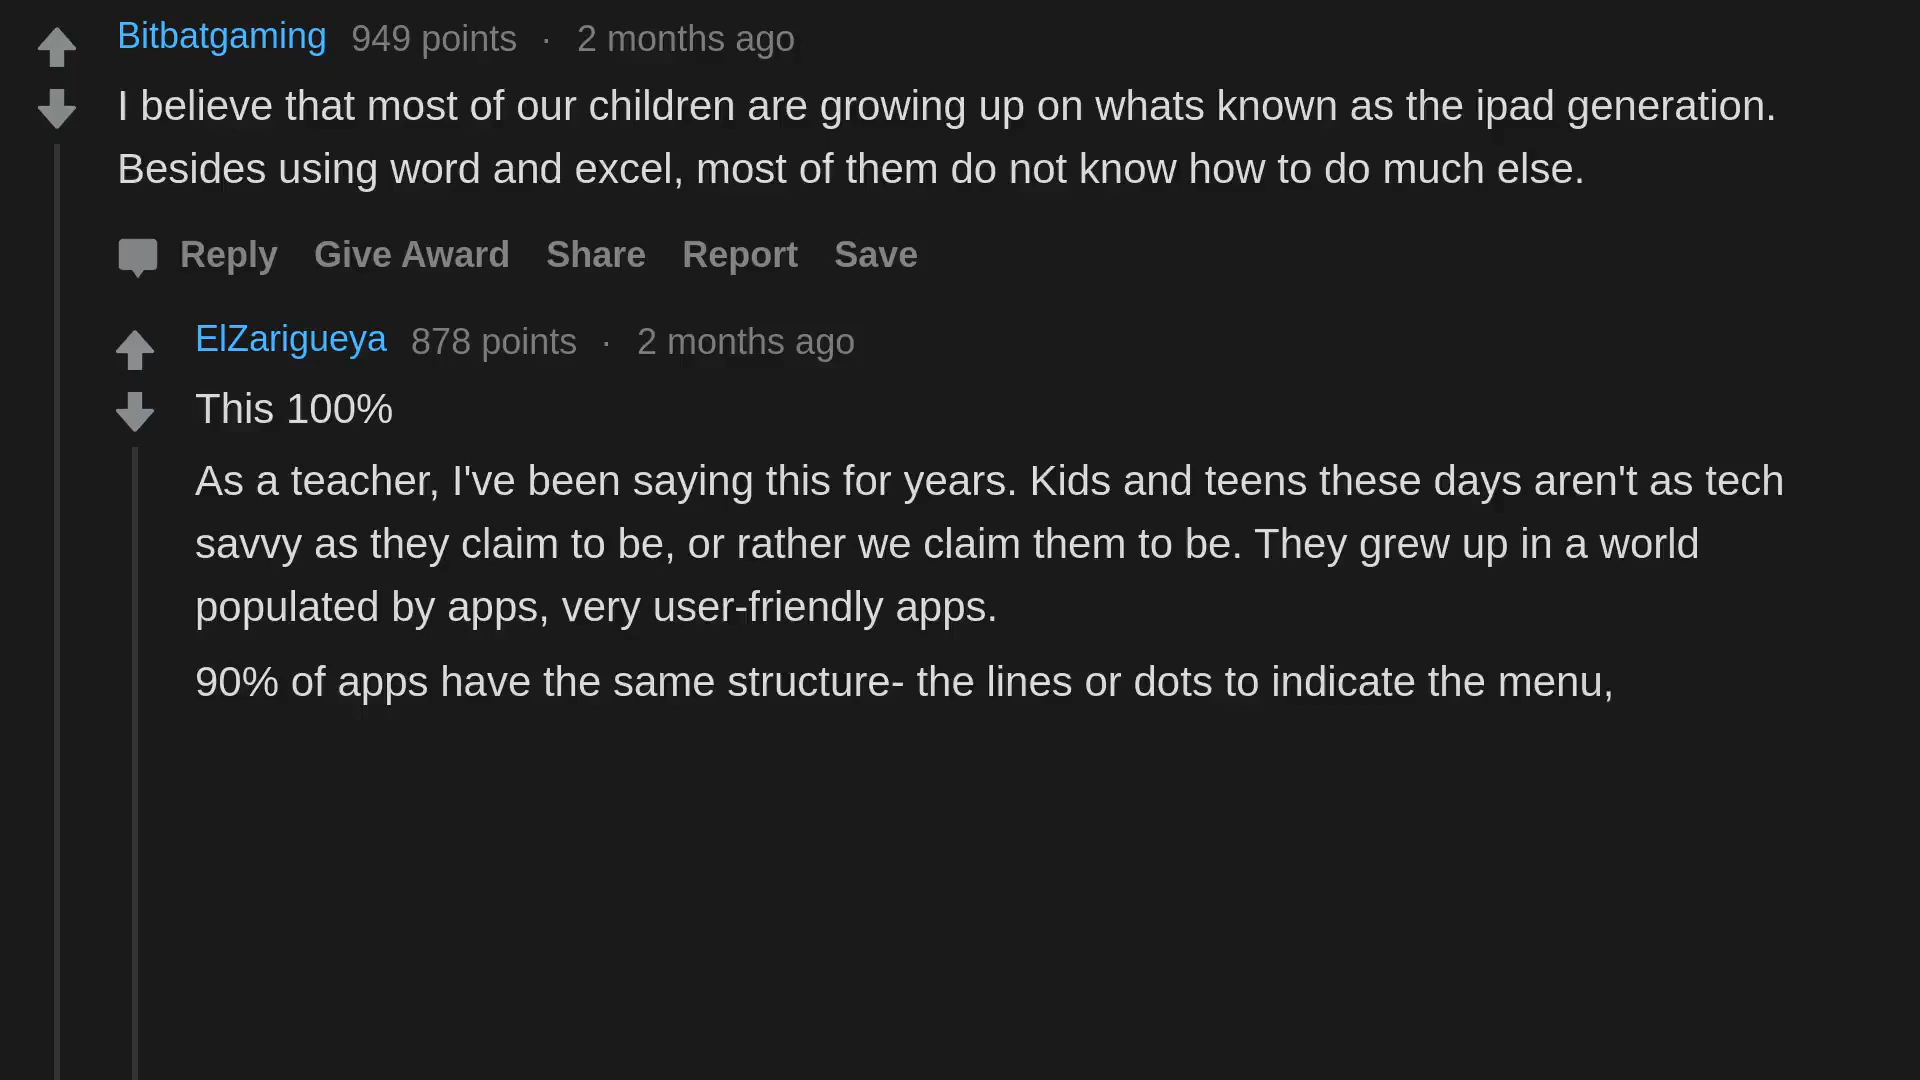 Bitbatgaming 949 points · 2 months ago
I believe that most of our children are growing up on whats known as the ipad generation.
Besides using word and excel, most of them do not know how to do much else.
Reply Give Award Share Report Save
ElZarigueya 878 points · 2 months ago
This 100%
As a teacher, I've been saying this for years. Kids and teens these days aren't as tech
savvy as they claim to be, or rather we claim them to be. They grew up in a world
populated by apps, very user-friendly apps.
90% of apps have the same structure- the lines or dots to indicate the menu,